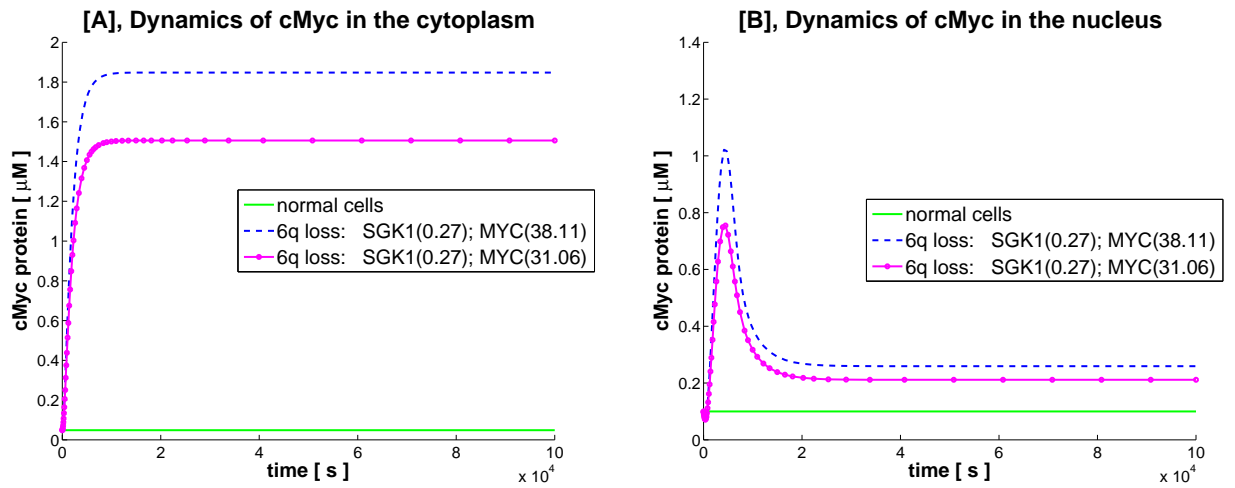 [A], Dynamics of cMyc in the cytoplasm
cMyc protein [ μM ]
2
1.8
1.6
1.4
1.2
1
0.8
0.6
0.4
0.2
0
normal cells
6q loss: SGK1(0.27); MYC(38.11)
6q loss: SGK1(0.27); MYC(31.06)
0 2 4 6 8 10
x 10^4
time [ s ]
[B], Dynamics of cMyc in the nucleus
cMyc protein [ μM ]
1.4
1.2
1
0.8
0.6
0.4
0.2
0
normal cells
6q loss: SGK1(0.27); MYC(38.11)
6q loss: SGK1(0.27); MYC(31.06)
0 2 4 6 8 10
x 10^4
time [ s ]